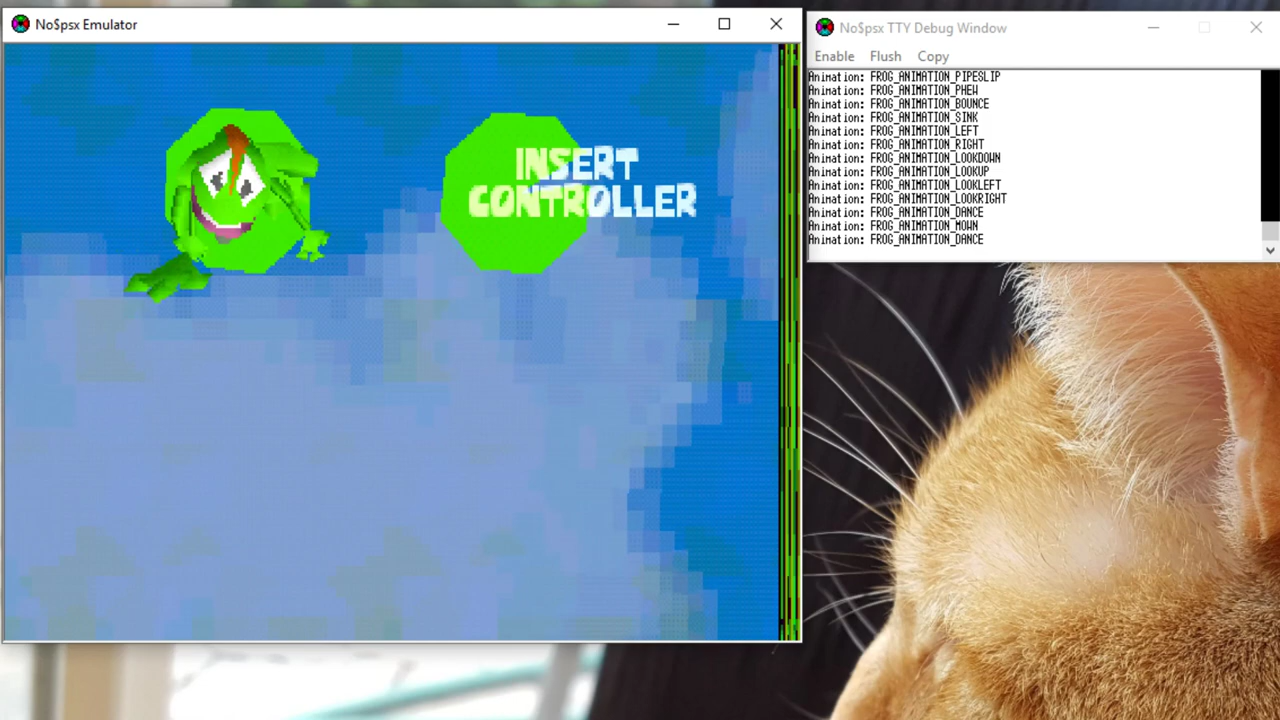 No$psx Emulator
INSERT
CONTROLLER
No$psx TTY Debug Window
Enable Flush Copy
Animation: FROG_ANIMATION_PIPESLIP
Animation: FROG_ANIMATION_PHEW
Animation: FROG_ANIMATION_BOUNCE
Animation: FROG_ANIMATION_SINK
Animation: FROG_ANIMATION_LEFT
Animation: FROG_ANIMATION_RIGHT
Animation: FROG_ANIMATION_LOOKDOWN
Animation: FROG_ANIMATION_LOOKUP
Animation: FROG_ANIMATION_LOOKLEFT
Animation: FROG_ANIMATION_LOOKRIGHT
Animation: FROG_ANIMATION_DANCE
Animation: FROG_ANIMATION_MOWN
Animation: FROG_ANIMATION_DANCE